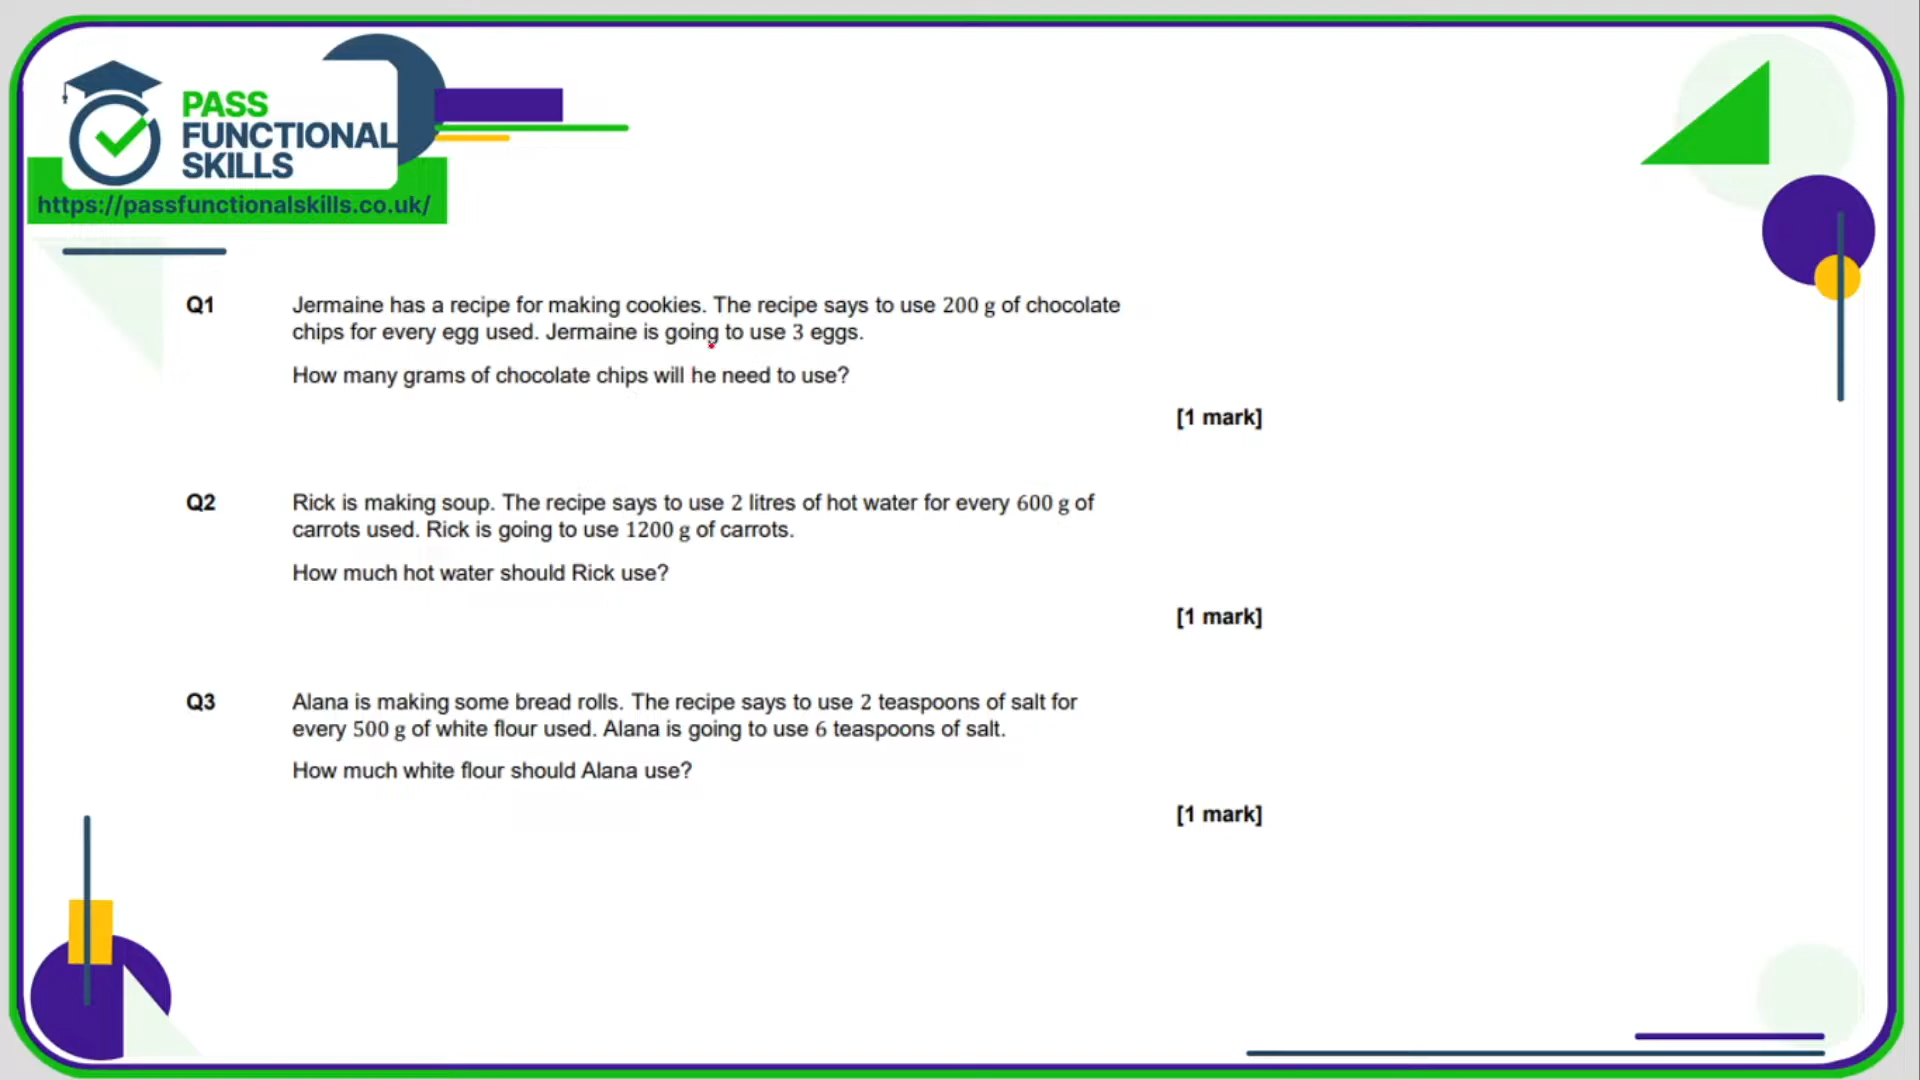 PASS
FUNCTIONAL
SKILLS
https://passfunctionalskills.co.uk/
Q1 Jermaine has a recipe for making cookies. The recipe says to use 200 g of chocolate
chips for every egg used. Jermaine is going to use 3 eggs.
How many grams of chocolate chips will he need to use?
[1 mark]
Q2 Rick is making soup. The recipe says to use 2 litres of hot water for every 600 g of
carrots used. Rick is going to use 1200 g of carrots.
How much hot water should Rick use?
[1 mark]
Q3 Alana is making some bread rolls. The recipe says to use 2 teaspoons of salt for
every 500 g of white flour used. Alana is going to use 6 teaspoons of salt.
How much white flour should Alana use?
[1 mark]